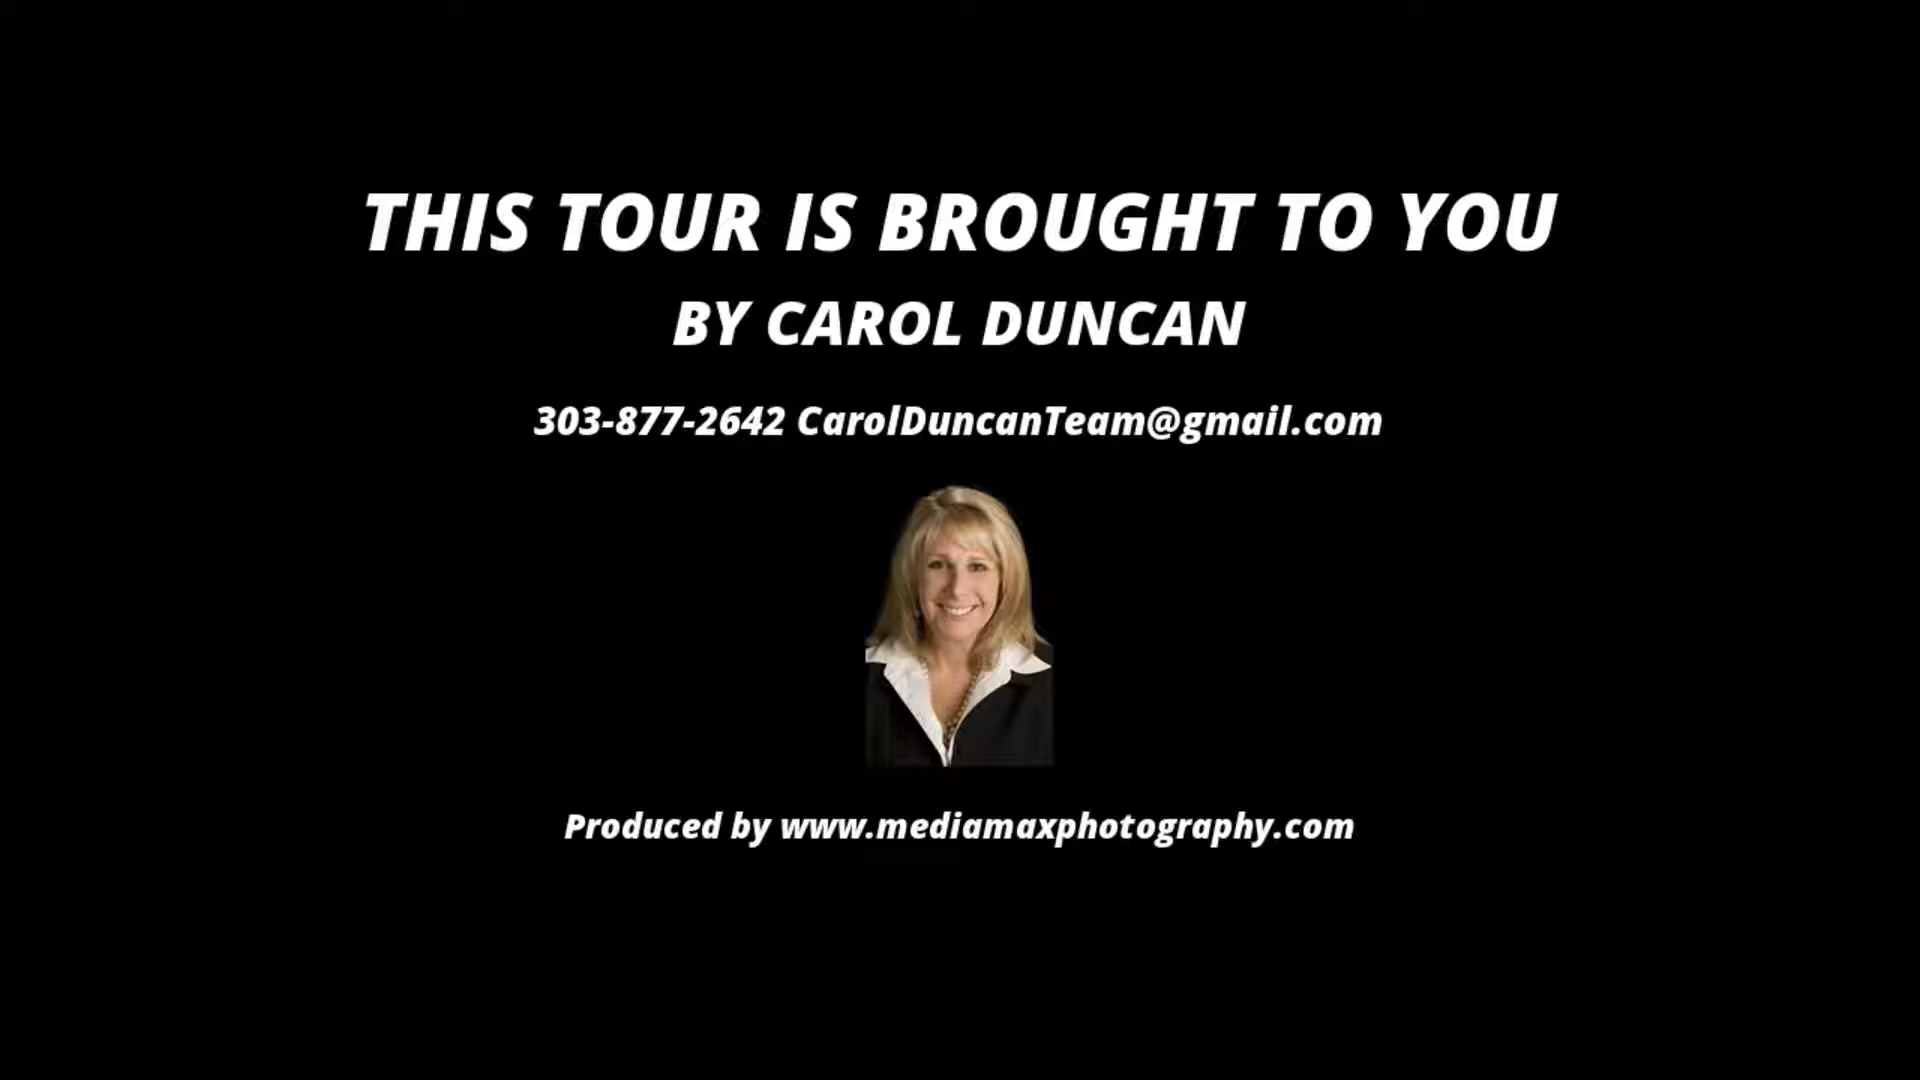 THIS TOUR IS BROUGHT TO YOU
BY CAROL DUNCAN
303-877-2642 CarolDuncanTeam@gmail.com
Produced by www.mediamaxphotography.com